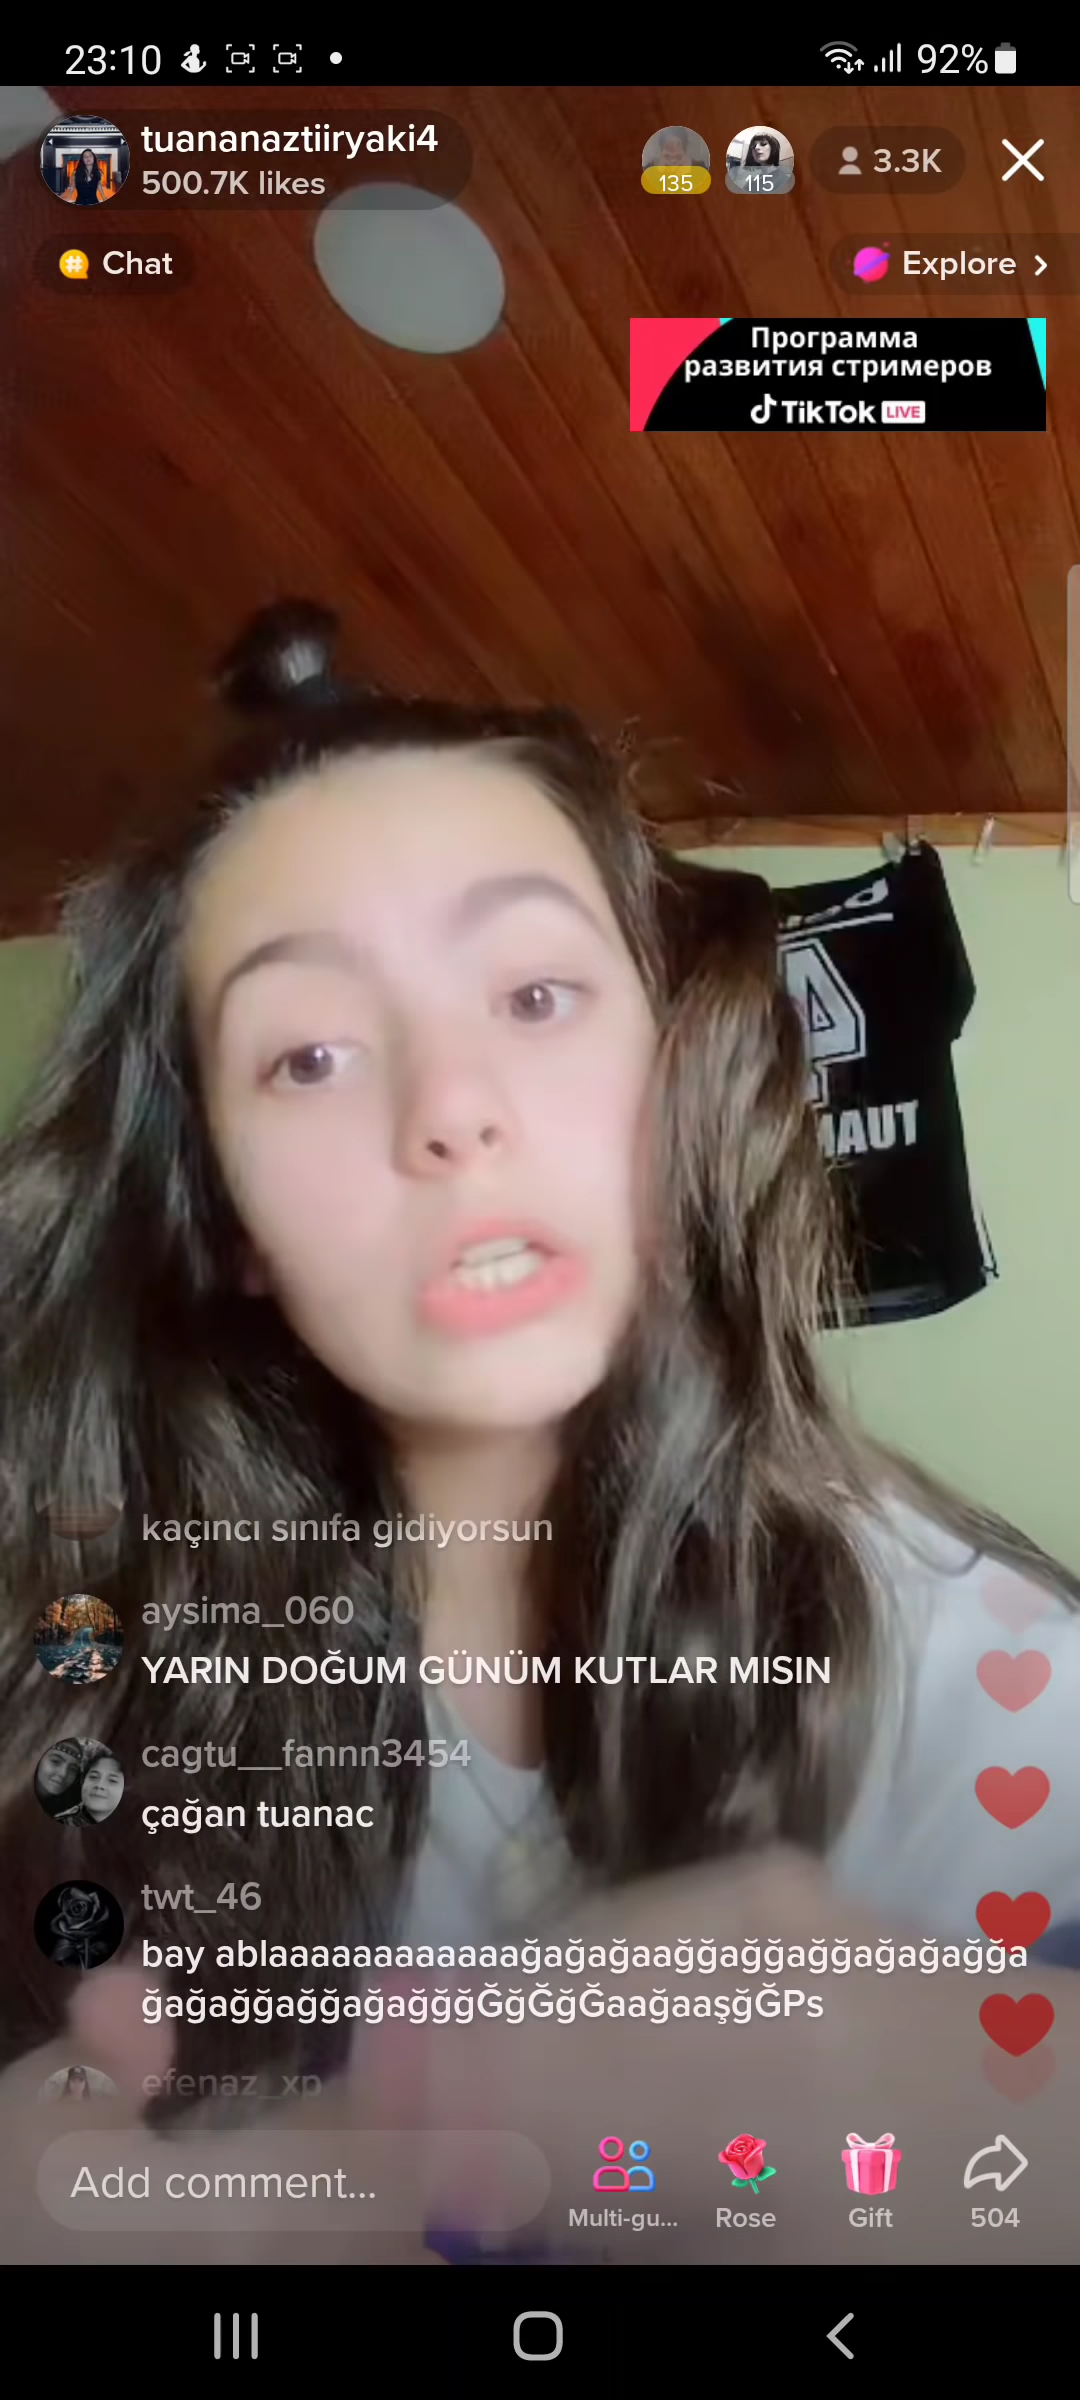 23:10
92%
tuananaztiiryaki4
500.7K likes
135
115
3.3K
Chat
Explore
Программа
развития стримеров
TikTok LIVE
4
kaçıncı sınıfa gidiyorsun
aysima_060
YARIN DOĞUM GÜNÜM KUTLAR MISIN
cagtu__fannn3454
çağan tuanac
twt_46
bay ablaaaaaaaaaaaağağağaağğağğağğağağağğa
ğağağğağğağağğğĞğĞğĞaağaaşğĞPs
efenaz_xp
Add comment...
Multi-gu...
Rose
Gift
504